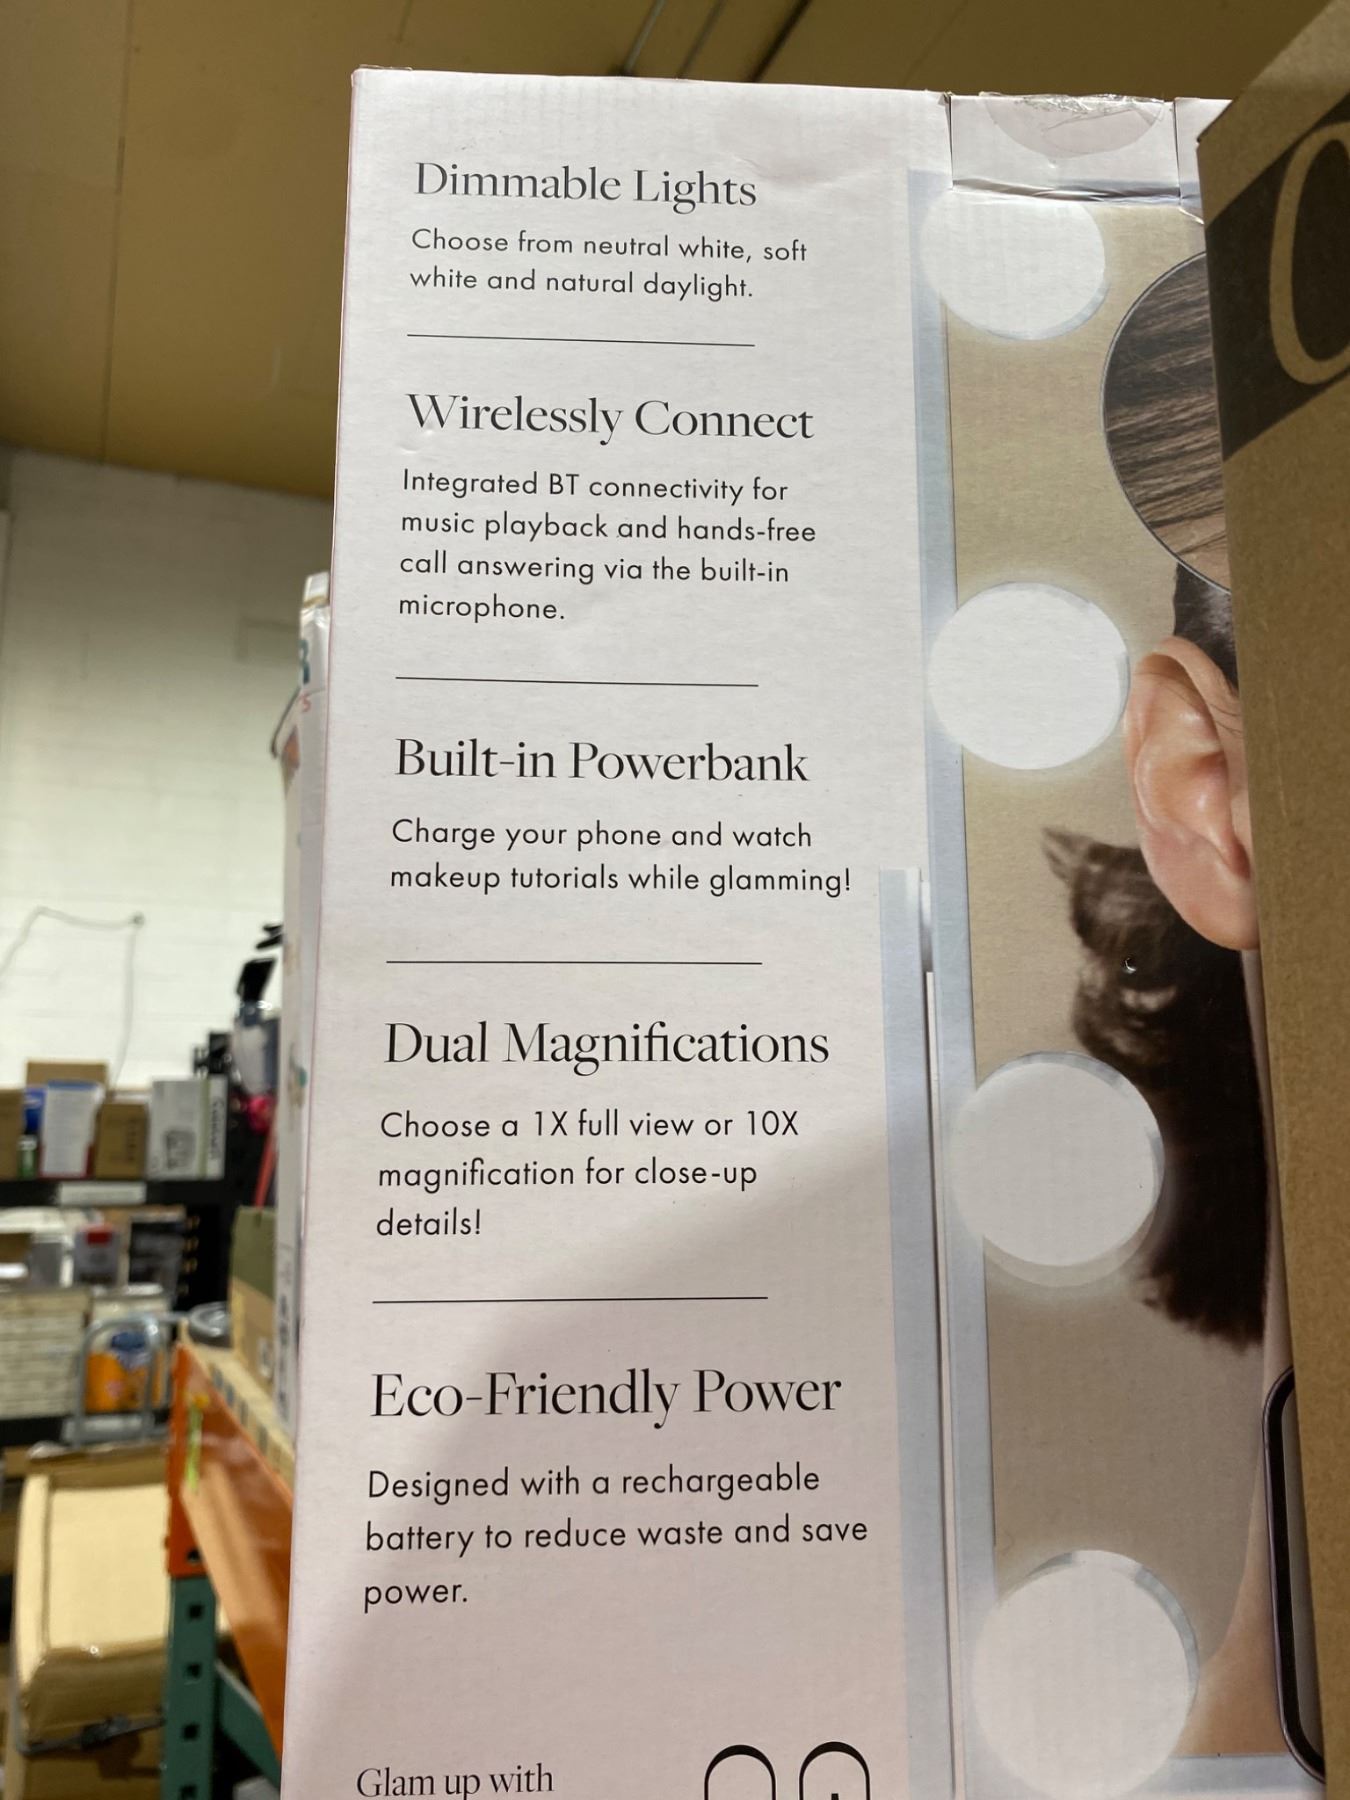 Dimmable Lights
Choose from neutral white, soft
white and natural daylight.
Wirelessly Connect
Integrated BT connectivity for
music playback and hands-free
call answering via the built-in
microphone.
Built-in Powerbank
Charge your phone and watch
makeup tutorials while glamming!
Dual Magnifications
Choose a 1X full view or 10X
magnification for close-up
details!
Eco-Friendly Power
Designed with a rechargeable
battery to reduce waste and save
power.
Glam up with